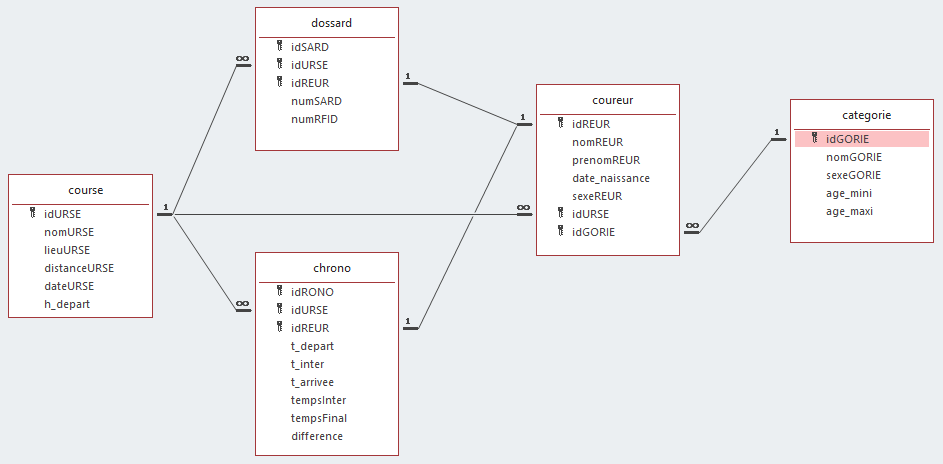 dossard
idSARD
idURSE
idREUR
numSARD
numRFID
course
idURSE
nomURSE
lieuURSE
distanceURSE
dateURSE
h_depart
chrono
idRONO
idURSE
idREUR
t_depart
t_inter
t_arrivee
tempsInter
tempsFinal
difference
coureur
idREUR
nomREUR
prenomREUR
date_naissance
sexeREUR
idURSE
idGORIE
categorie
idGORIE
nomGORIE
sexeGORIE
age_mini
age_maxi
1
∞
∞
∞
1
1
1
∞
1